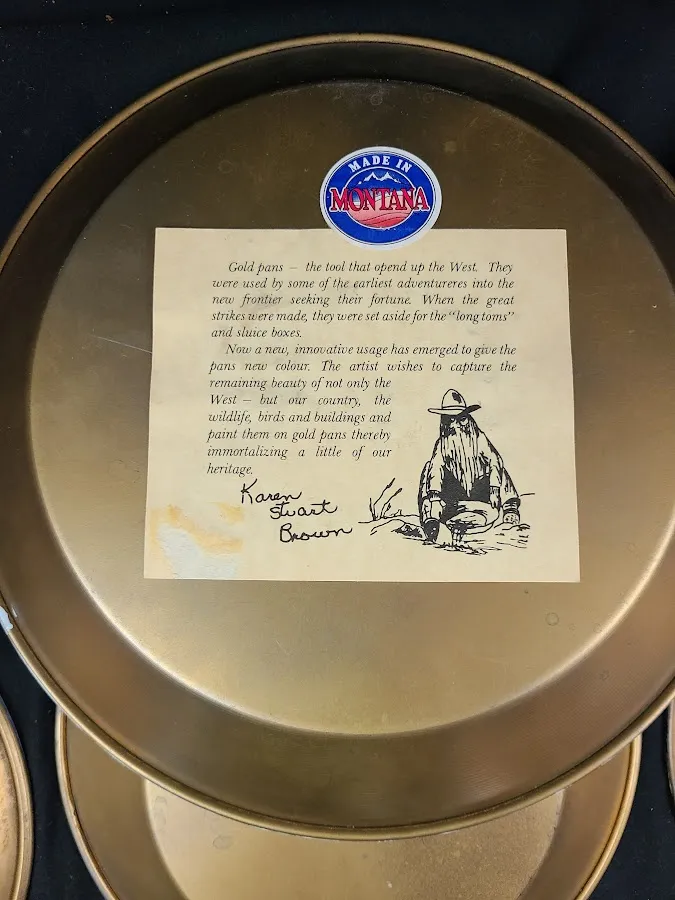 MADE IN
MONTANA
Gold pans — the tool that opend up the West. They
were used by some of the earliest adventureres into the
new frontier seeking their fortune. When the great
strikes were made, they were set aside for the "long toms"
and sluice boxes.
Now a new, innovative usage has emerged to give the
pans new colour. The artist wishes to capture the
remaining beauty of not only the
West — but our country, the
wildlife, birds and buildings and
paint them on gold pans thereby
immortalizing a little of our
heritage.
Karen
Stuart
Brown